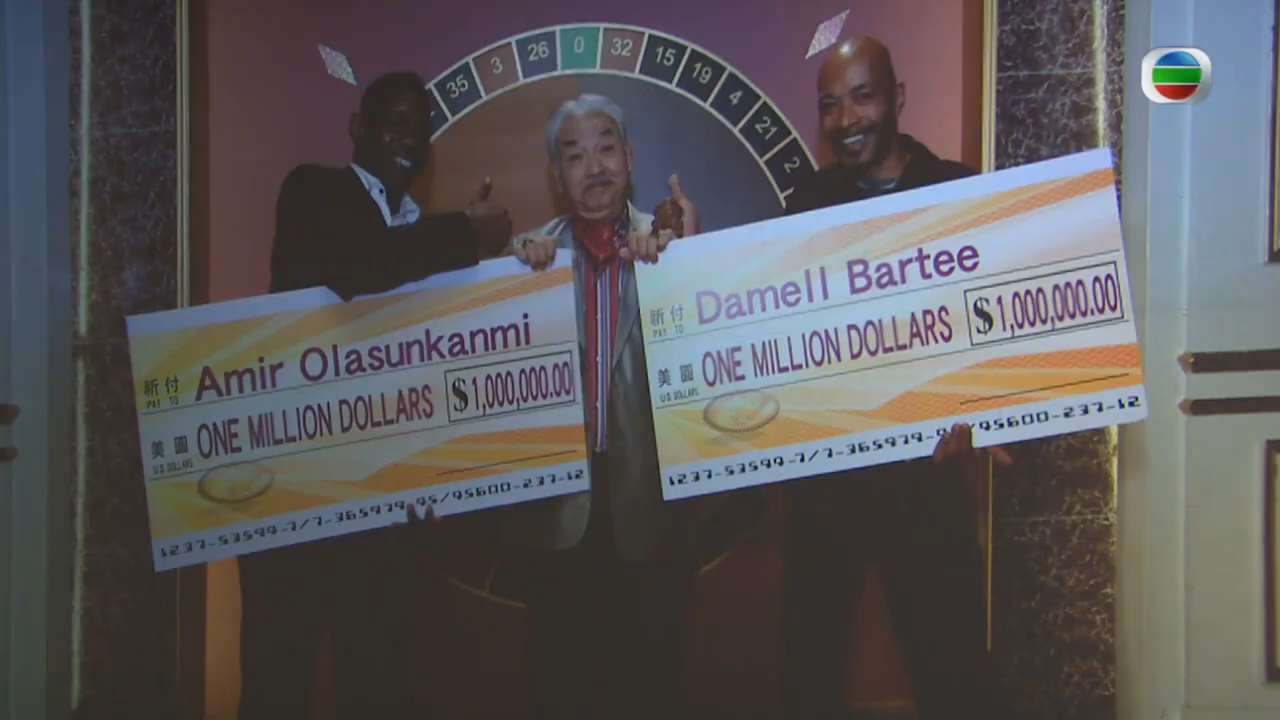 35 3 26 0 32 15 19 4 21 2
祈付
PAY TO
Amir Olasunkanmi
美圓
U.S DOLLARS
ONE MILLION DOLLARS
$1,000,000.00
1237-53599-7/7-365979-95/95600-237-12
祈付
PAY TO
Damell Bartee
美圓
U.S DOLLARS
ONE MILLION DOLLARS
$1,000,000.00
1237-53599-7/7-365979-95/95600-237-12